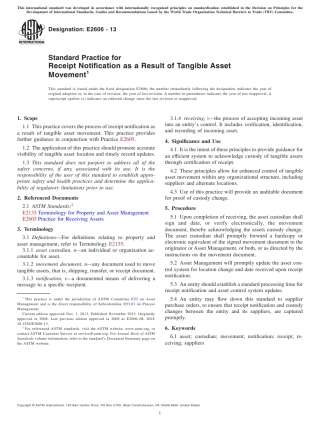 This international standard was developed in accordance with internationally recognized principles on standardization established in the Decision on Principles for the
Development of International Standards, Guides and Recommendations issued by the World Trade Organization Technical Barriers to Trade (TBT) Committee.
ASTM
INTERNATIONAL
Designation: E2606 − 13
Standard Practice for
Receipt Notification as a Result of Tangible Asset
Movement1
This standard is issued under the fixed designation E2606; the number immediately following the designation indicates the year of
original adoption or, in the case of revision, the year of last revision. A number in parentheses indicates the year of last reapproval. A
superscript epsilon (ε) indicates an editorial change since the last revision or reapproval.
1. Scope
1.1 This practice covers the process of receipt notification as
a result of tangible asset movement. This practice provides
further guidance in conjunction with Practice E2605.
1.2 The application of this practice should promote accurate
visibility of tangible asset location and timely record updates.
1.3 This standard does not purport to address all of the
safety concerns, if any, associated with its use. It is the
responsibility of the user of this standard to establish appro-
priate safety and health practices and determine the applica-
bility of regulatory limitations prior to use.
2. Referenced Documents
2.1 ASTM Standards:2
E2135 Terminology for Property and Asset Management
E2605 Practice for Receiving Assets
3. Terminology
3.1 Definitions—For definitions relating to property and
asset management, refer to Terminology E2135.
3.1.1 asset custodian, n—an individual or organization ac-
countable for asset.
3.1.2 movement document, n—any document used to move
tangible assets, that is, shipping, transfer, or receipt document.
3.1.3 notification, v—a documented means of delivering a
message to a specific recipient.
1 This practice is under the jurisdiction of ASTM Committee E53 on Asset
Management and is the direct responsibility of Subcommittee
on Process
Management.
Current edition approved Nov. 1, 2013. Published November 2013. Originally
approved in 2008. Last previous edition approved in
as E2606–08. DOI:
10.1520/E2606-13.
2 For referenced ASTM standards, visit the ASTM website, www.astm.org, or
contact ASTM Customer Service at service@astm.org. For Annual Book of ASTM
Standards volume information, refer to the standard's Document Summary page on
the ASTM website.
3.1.4 receiving, v—the process of accepting incoming asset
into an entity's control. It includes verification, identification,
and recording of incoming asset.
4. Significance and Use
4.1 It is the intent of these principles to provide guidance for
an efficient system to acknowledge custody of tangible assets
through certification of receipt.
4.2 These principles allow for enhanced control of tangible
asset movement within any organizational structure, including
suppliers and alternate locations.
4.3 Use of this practice will provide an auditable document
for proof of custody change.
5. Procedure
5.1 Upon completion of receiving, the asset custodian shall
sign and date, or verify electronically, the movement
document, thereby acknowledging the assets custody change.
The asset custodian shall promptly forward a hardcopy or
electronic equivalent of the signed movement document to the
originator or Asset Management, or both, or as directed by the
instructions on the movement document.
5.2 Asset Management will promptly update the asset con-
trol system for location change and date received upon receipt
notification.
5.3 An entity should establish a standard processing time for
receipt notification and asset control system updates.
5.4 An entity may flow down this standard to supplier
purchase orders, to ensure that receipt notification and custody
changes between the entity and its suppliers, are captured
promptly.
6. Keywords
6.1 asset; custodian; movement; notification; receipt; re-
ceiving; suppliers
Copyright © ASTM International, 100 Barr Harbor Drive, PO Box C700, West Conshohocken, PA 19428-2959. United States
1